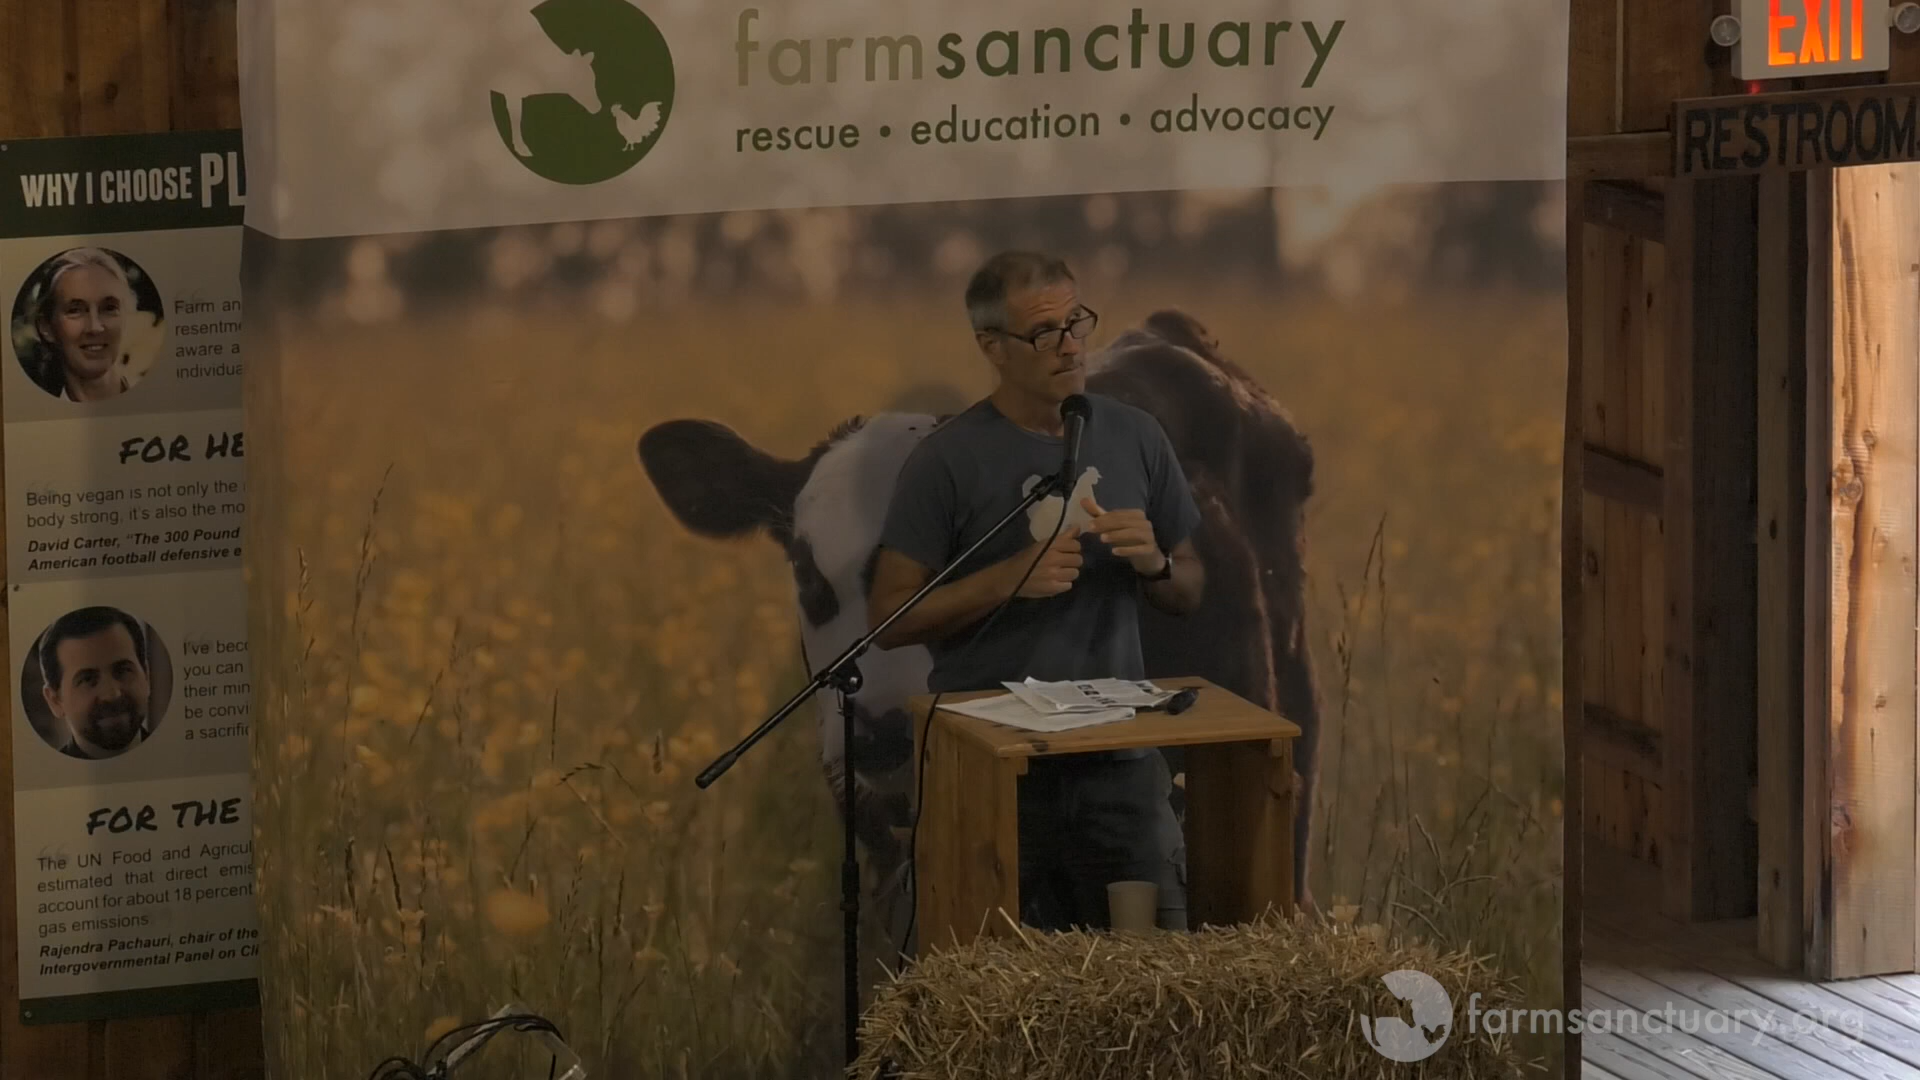 farmsanctuary
rescue • education • advocacy
EXIT
RESTROOM
WHY I CHOOSE PL
Farm an
resentme
aware a
individua
FOR HE
Being vegan is not only the
body strong, it's also the mo
David Carter, "The 300 Pound
American football defensive e
I've beco
you can
their min
be convi
a sacrific
FOR THE
The UN Food and Agricul
estimated that direct emis
account for about 18 percent
gas emissions
Rajendra Pachauri, chair of the
Intergovernmental Panel on Cli
farmsanctuary.org